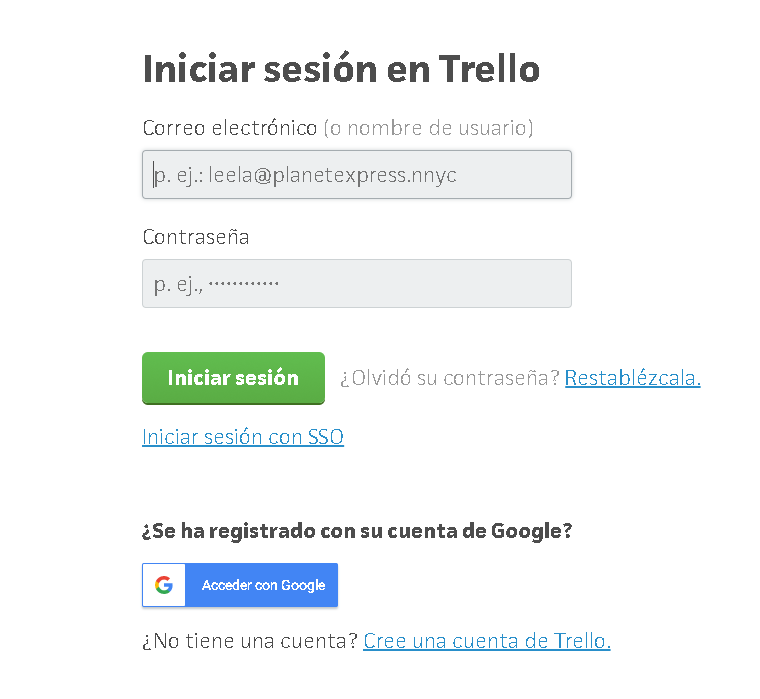 Iniciar sesión en Trello
Correo electrónico (o nombre de usuario)
p. ej.: leela@planetexpress.nnyc
Contraseña
p. ej., ············
Iniciar sesión ¿Olvidó su contraseña? Restablézcala.
Iniciar sesión con SSO
¿Se ha registrado con su cuenta de Google?
G Acceder con Google
¿No tiene una cuenta? Cree una cuenta de Trello.